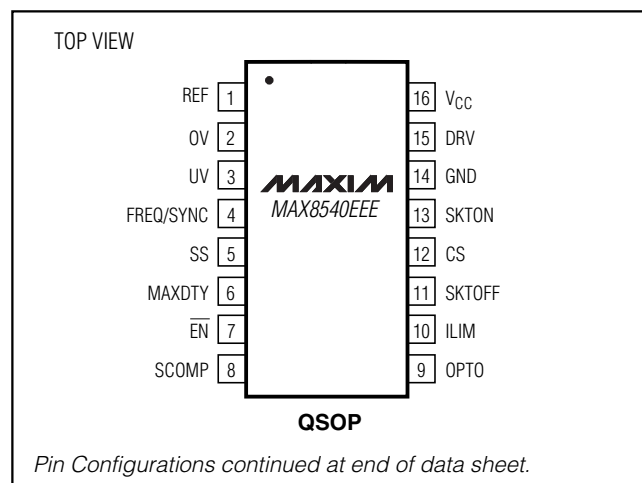 TOP VIEW
REF 1
OV 2
UV 3
FREQ/SYNC 4
SS 5
MAXDTY 6
E̅N̅ 7
SCOMP 8
MAXIM
MAX8540EEE
16 VCC
15 DRV
14 GND
13 SKTON
12 CS
11 SKTOFF
10 ILIM
9 OPTO
QSOP
Pin Configurations continued at end of data sheet.